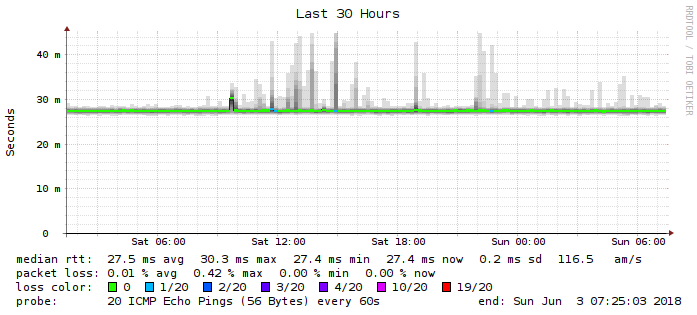 Last 30 Hours
RRDTOOL / TOBI OETIKER
Seconds
40 m
30 m
20 m
10 m
0
Sat 06:00 Sat 12:00 Sat 18:00 Sun 00:00 Sun 06:00
median rtt: 27.5 ms avg 30.3 ms max 27.4 ms min 27.4 ms now 0.2 ms sd 116.5 am/s
packet loss: 0.01 % avg 0.42 % max 0.00 % min 0.00 % now
loss color: 0 1/20 2/20 3/20 4/20 10/20 19/20
probe: 20 ICMP Echo Pings (56 Bytes) every 60s end: Sun Jun 3 07:25:03 2018